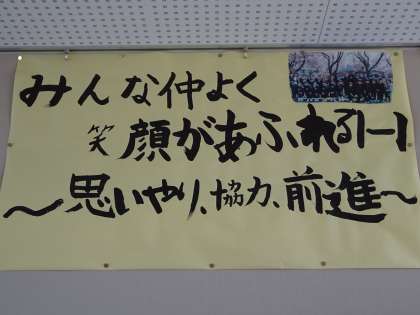 みんな仲よく
笑顔があふれる1-1
〜思いやり、協力、前進〜